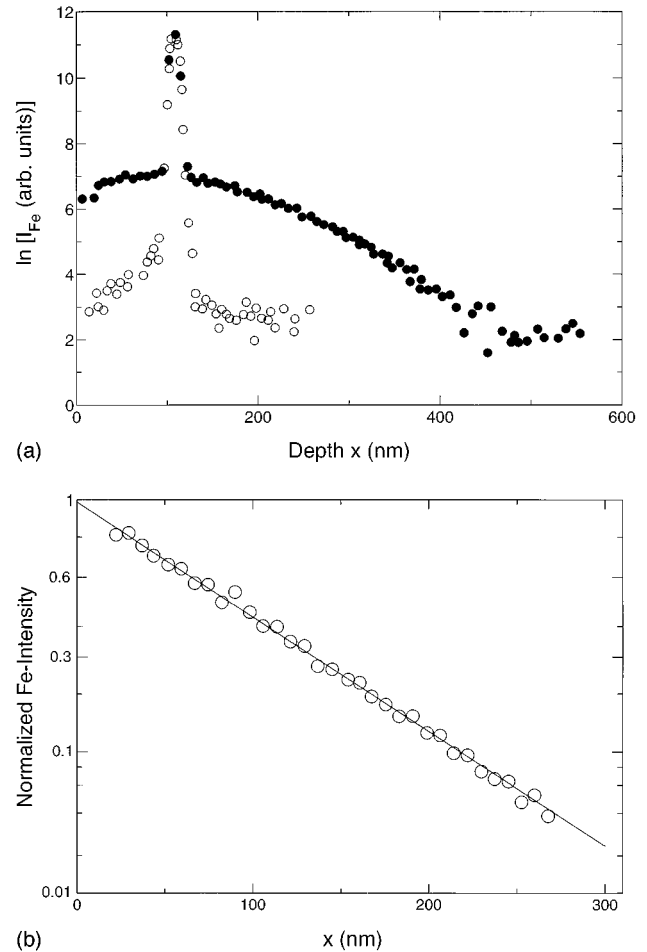 12
10
8
6
4
2
0
ln [I_Fe (arb. units)]
0 200 400 600
Depth x (nm)
(a)
1
0.6
0.3
0.1
0.01
Normalized Fe-Intensity
0 100 200 300
x (nm)
(b)